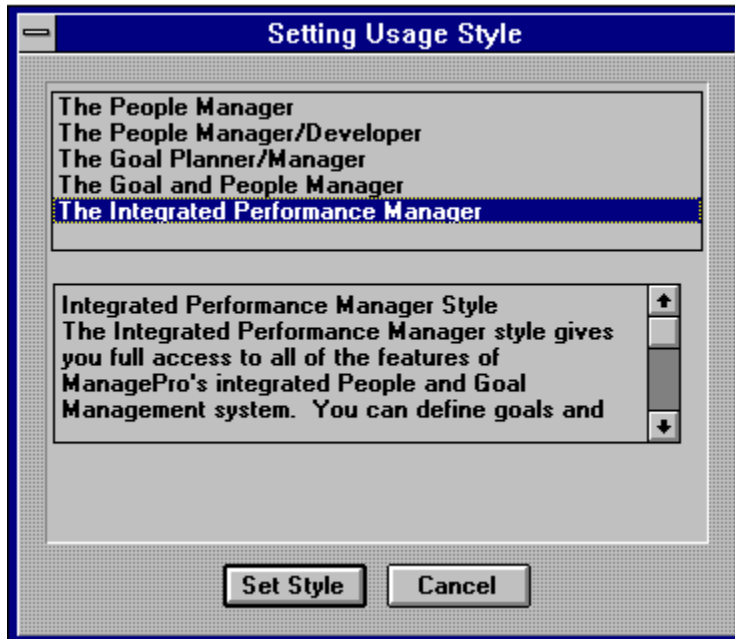 Setting Usage Style
The People Manager
The People Manager/Developer
The Goal Planner/Manager
The Goal and People Manager
The Integrated Performance Manager
Integrated Performance Manager Style
The Integrated Performance Manager style gives
you full access to all of the features of
ManagePro's integrated People and Goal
Management system.  You can define goals and
Set Style
Cancel